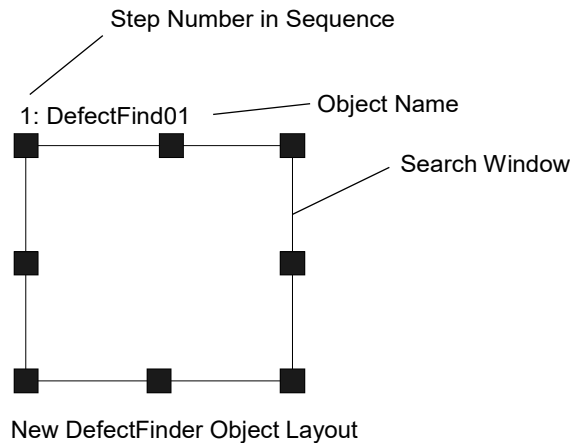 Step Number in Sequence
1: DefectFind01
Object Name
Search Window
New DefectFinder Object Layout